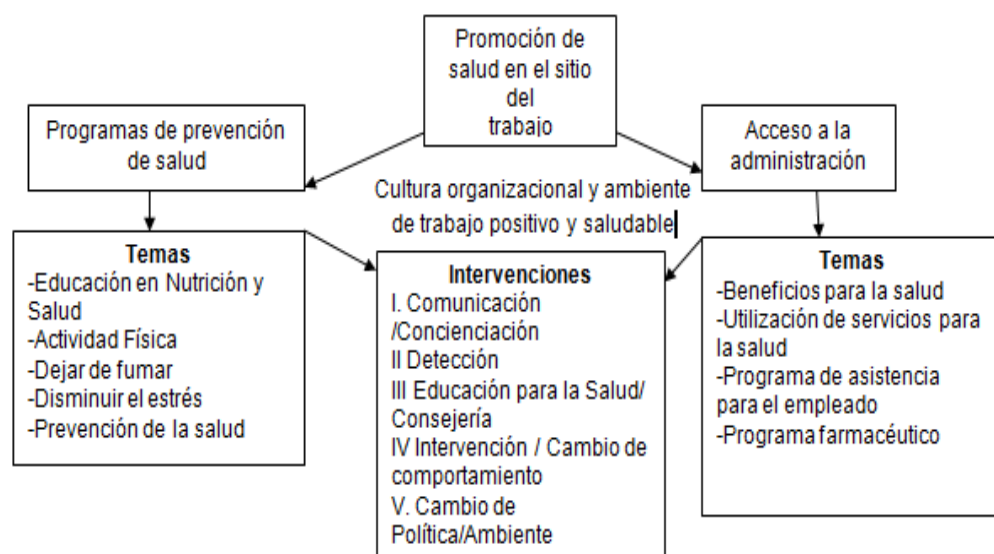 Promoción de
salud en el sitio
del
trabajo
Programas de prevención
de salud
Acceso a la
administración
Cultura organizacional y ambiente
de trabajo positivo y saludable
Temas
-Educación en Nutrición y
Salud
-Actividad Física
-Dejar de fumar
-Disminuir el estrés
-Prevención de la salud
Intervenciones
I. Comunicación
/Concienciación
II Detección
III Educación para la Salud/
Consejería
IV Intervención / Cambio de
comportamiento
V. Cambio de
Política/Ambiente
Temas
-Beneficios para la salud
-Utilización de servicios para
la salud
-Programa de asistencia
para el empleado
-Programa farmacéutico